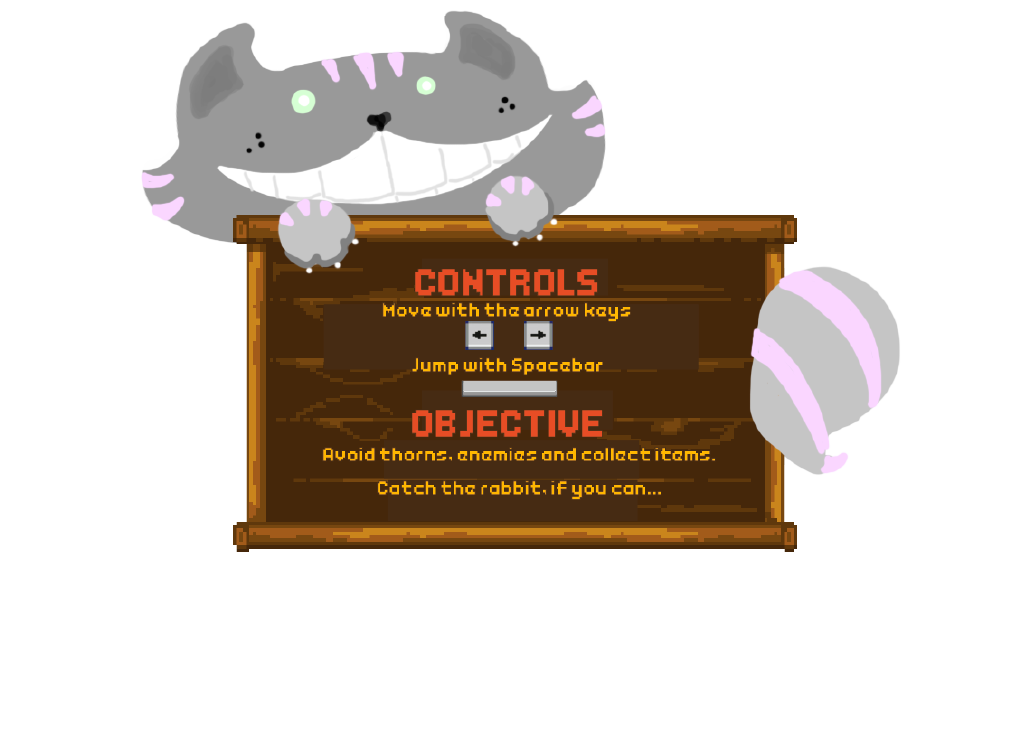 CONTROLS
Move with the arrow keys
← →
Jump with Spacebar
OBJECTIVE
Avoid thorns, enemies and collect items.
Catch the rabbit, if you can...